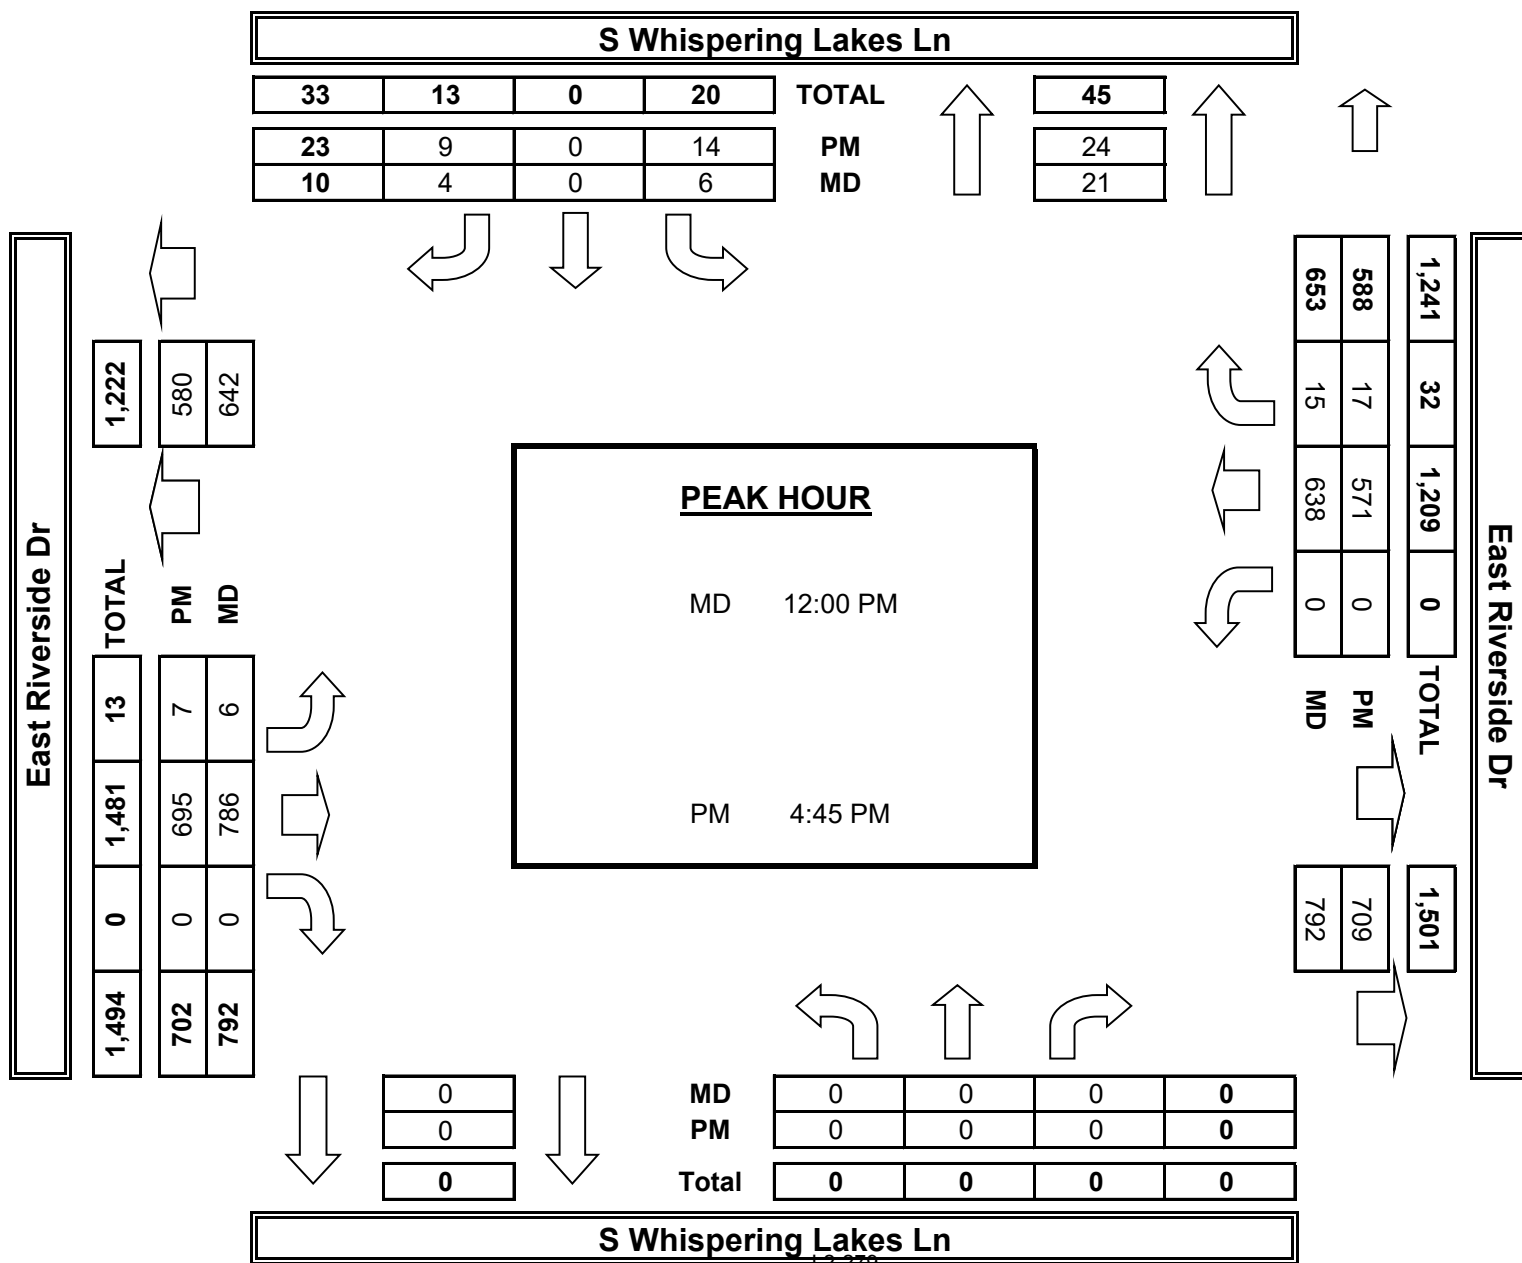 S Whispering Lakes Ln
33 13 0 20 TOTAL 45
23 9 0 14 PM 24
10 4 0 6 MD 21
East Riverside Dr
1,222 580 642
TOTAL PM MD
13 7 6
1,481 695 786
0 0 0
1,494 702 792
PEAK HOUR
MD 12:00 PM
PM 4:45 PM
653 588 1,241
15 17 32
638 571 1,209
0 0 0
MD PM TOTAL
792 709 1,501
East Riverside Dr
0 MD 0 0 0 0
0 PM 0 0 0 0
0 Total 0 0 0 0
S Whispering Lakes Ln